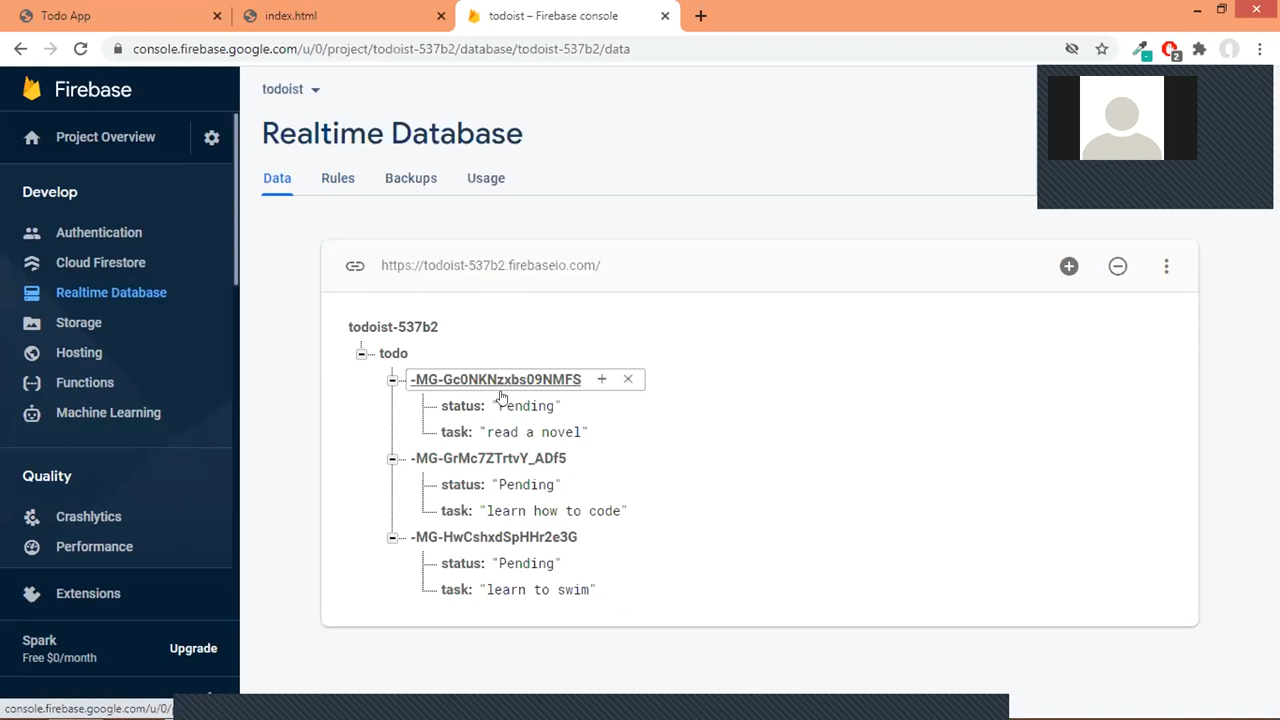 Todo App
index.html
todoist – Firebase console
console.firebase.google.com/u/0/project/todoist-537b2/database/todoist-537b2/data
2
Firebase
Project Overview
Develop
Authentication
Cloud Firestore
Realtime Database
Storage
Hosting
Functions
Machine Learning
Quality
Crashlytics
Performance
Extensions
Spark
Free $0/month
Upgrade
console.firebase.google.com/u/0/
todoist
Realtime Database
Data Rules Backups Usage
https://todoist-537b2.firebaseio.com/
todoist-537b2
todo
-MG-Gc0NKNzxbs09NMFS
status: "Pending"
task: "read a novel"
-MG-GrMc7ZTrtvY_ADf5
status: "Pending"
task: "learn how to code"
-MG-HwCshxdSpHHr2e3G
status: "Pending"
task: "learn to swim"